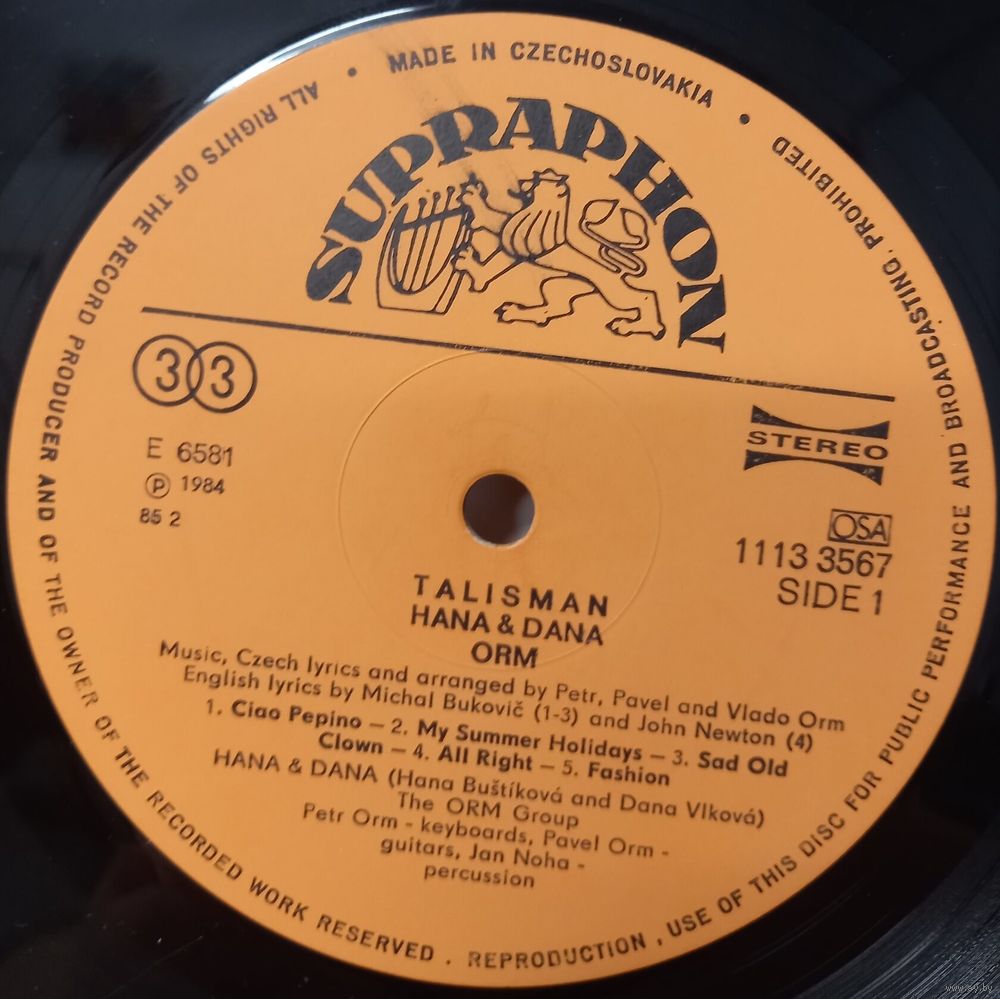 MADE IN CZECHOSLOVAKIA
ALL RIGHTS OF THE RECORD PRODUCER AND OF THE OWNER OF THE RECORDED WORK RESERVED . REPRODUCTION , USE OF THIS DISC FOR PUBLIC PERFORMANCE AND BROADCASTING, PROHIBITED
SUPRAPHON
33
E 6581
Ⓟ 1984
85 2
STEREO
OSA
1113 3567
SIDE 1
TALISMAN
HANA & DANA
ORM
Music, Czech lyrics and arranged by Petr, Pavel and Vlado Orm
English lyrics by Michal Bukovič (1-3) and John Newton (4)
1. Ciao Pepino – 2. My Summer Holidays – 3. Sad Old
Clown – 4. All Right – 5. Fashion
HANA & DANA (Hana Buštíková and Dana Vlková)
The ORM Group
Petr Orm - keyboards, Pavel Orm -
guitars, Jan Noha -
percussion
www.ay.by